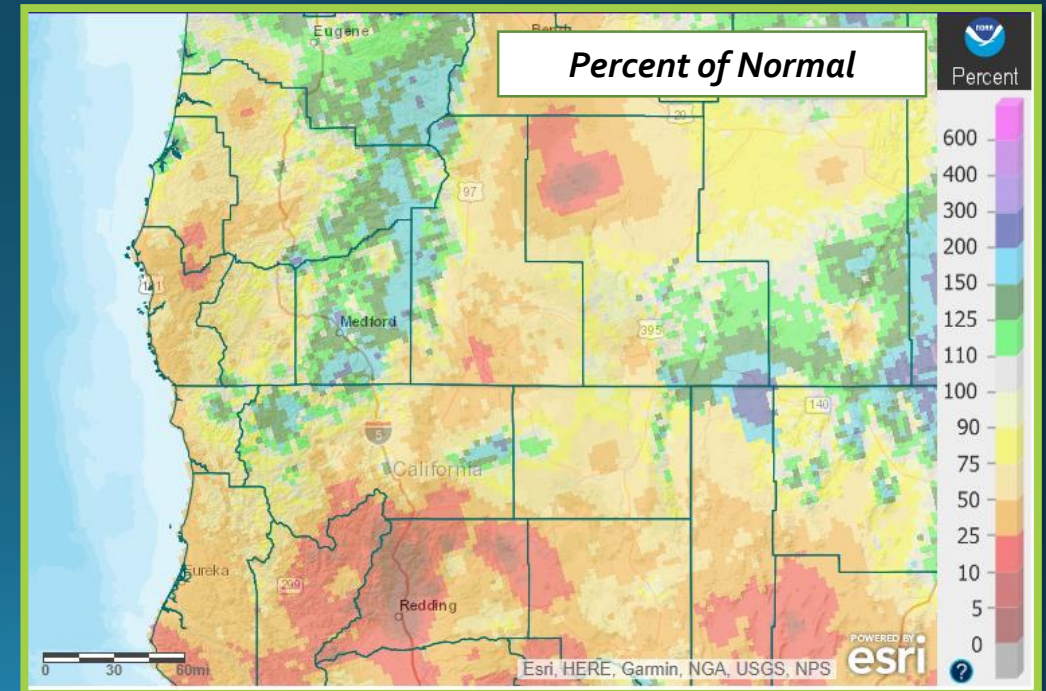 Eugene
Percent of Normal
NOAA
Percent
20
97
600
400
300
200
150
125
110
100
90
75
50
25
10
5
0
Medford
395
140
5
California
Eureka
299
Redding
0 30 60mi
Esri, HERE, Garmin, NGA, USGS, NPS
POWERED BY
esri
?